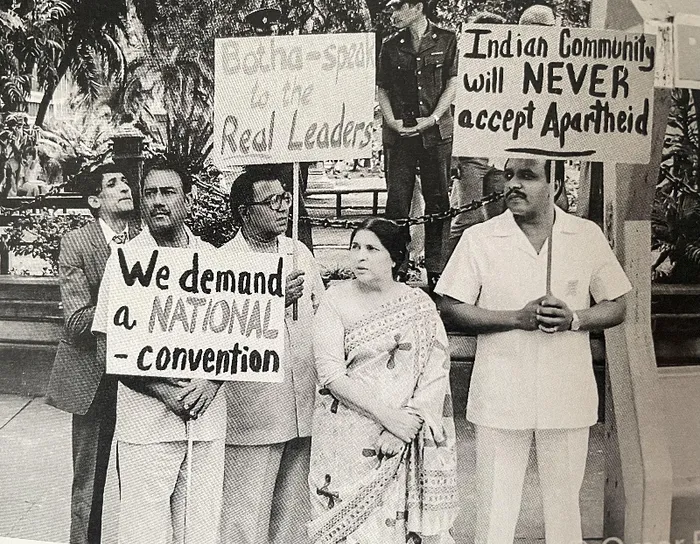 Botha-speak
to the
Real Leaders
Indian Community
will NEVER
accept Apartheid
We demand
a NATIONAL
- convention